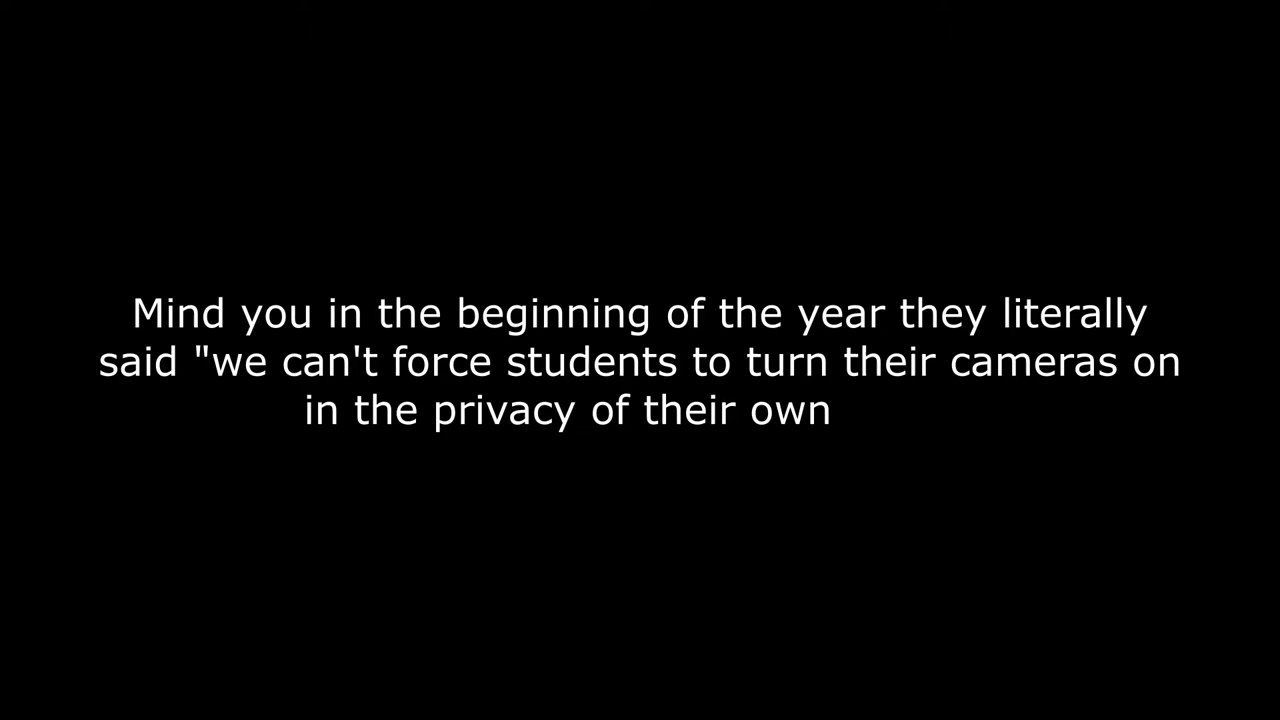 Mind you in the beginning of the year they literally
said "we can't force students to turn their cameras on
in the privacy of their own